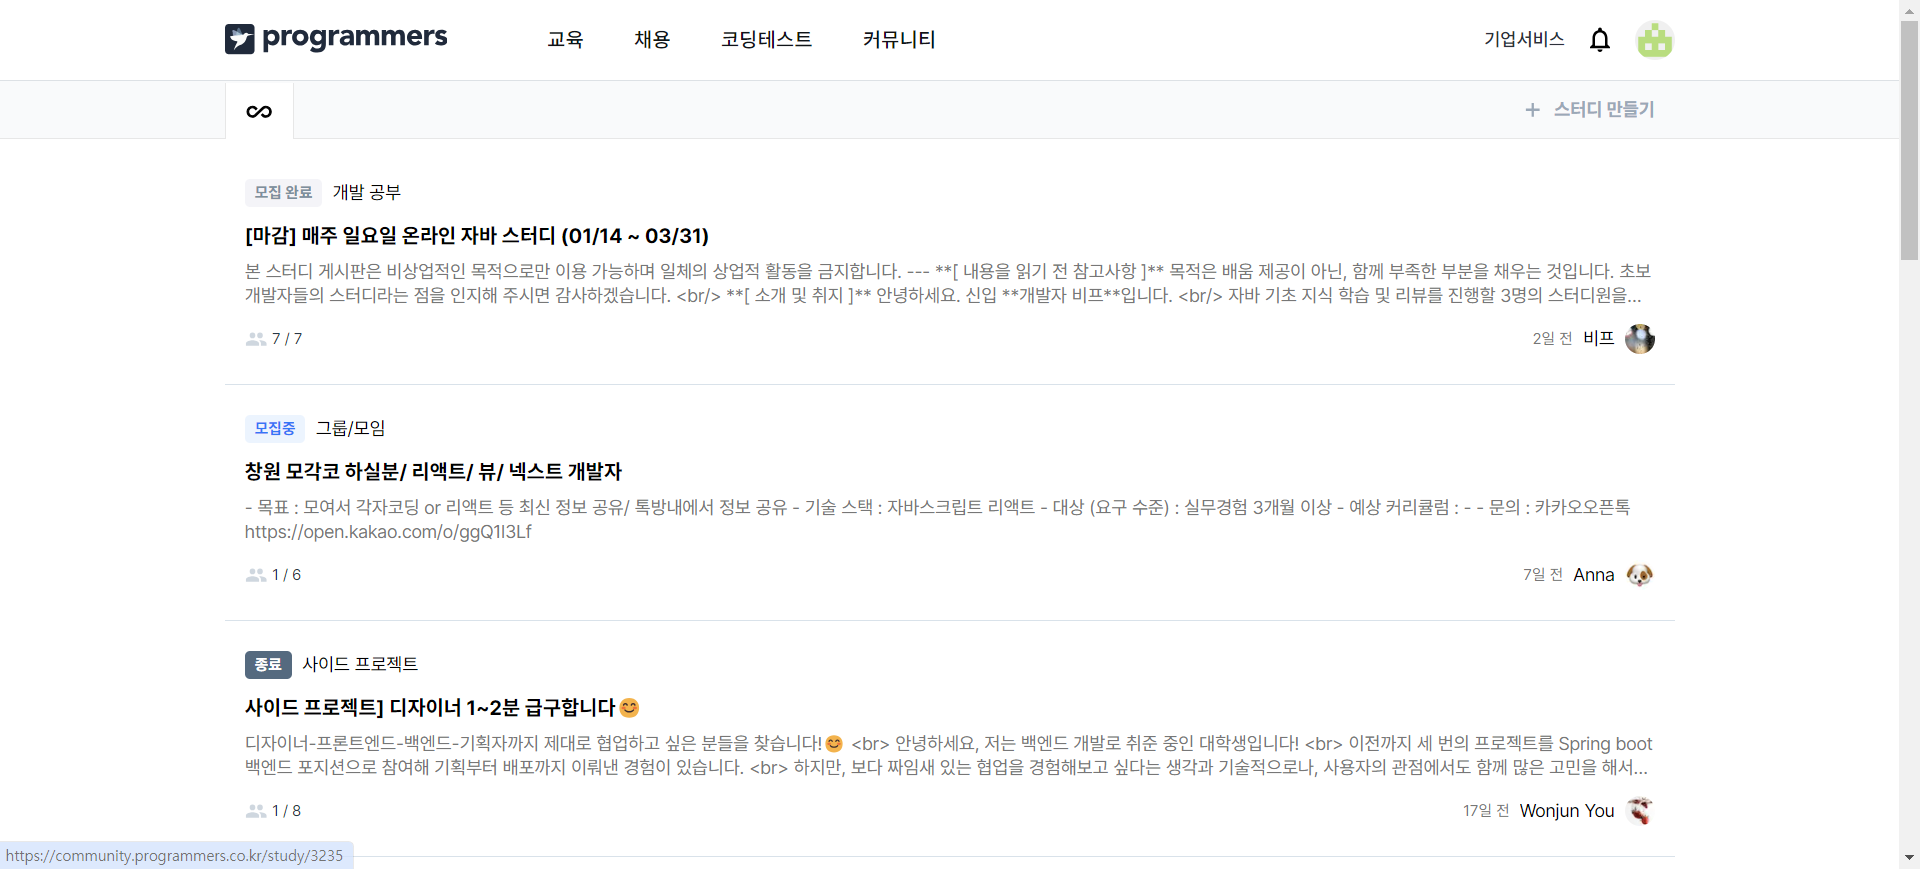 programmers 교육 채용 코딩테스트 커뮤니티 기업서비스
+ 스터디 만들기
모집 완료 개발 공부
[마감] 매주 일요일 온라인 자바 스터디 (01/14 ~ 03/31)
본 스터디 게시판은 비상업적인 목적으로만 이용 가능하며 일체의 상업적 활동을 금지합니다. --- **[ 내용을 읽기 전 참고사항 ]** 목적은 배움 제공이 아닌, 함께 부족한 부분을 채우는 것입니다. 초보
개발자들의 스터디라는 점을 인지해 주시면 감사하겠습니다. <br/> **[ 소개 및 취지 ]** 안녕하세요. 신입 **개발자 비프**입니다. <br/> 자바 기초 지식 학습 및 리뷰를 진행할 3명의 스터디원을...
7 / 7 2일 전 비프
모집중 그룹/모임
창원 모각코 하실분/ 리액트/ 뷰/ 넥스트 개발자
- 목표 : 모여서 각자코딩 or 리액트 등 최신 정보 공유/ 톡방내에서 정보 공유 - 기술 스택 : 자바스크립트 리액트 - 대상 (요구 수준) : 실무경험 3개월 이상 - 예상 커리큘럼 : - - 문의 : 카카오오픈톡
https://open.kakao.com/o/ggQ1I3Lf
1 / 6 7일 전 Anna
종료 사이드 프로젝트
사이드 프로젝트] 디자이너 1~2분 급구합니다😊
디자이너-프론트엔드-백엔드-기획자까지 제대로 협업하고 싶은 분들을 찾습니다!😊 <br> 안녕하세요, 저는 백엔드 개발로 취준 중인 대학생입니다! <br> 이전까지 세 번의 프로젝트를 Spring boot
백엔드 포지션으로 참여해 기획부터 배포까지 이뤄낸 경험이 있습니다. <br> 하지만, 보다 짜임새 있는 협업을 경험해보고 싶다는 생각과 기술적으로나, 사용자의 관점에서도 함께 많은 고민을 해서...
1 / 8 17일 전 Wonjun You
https://community.programmers.co.kr/study/3235